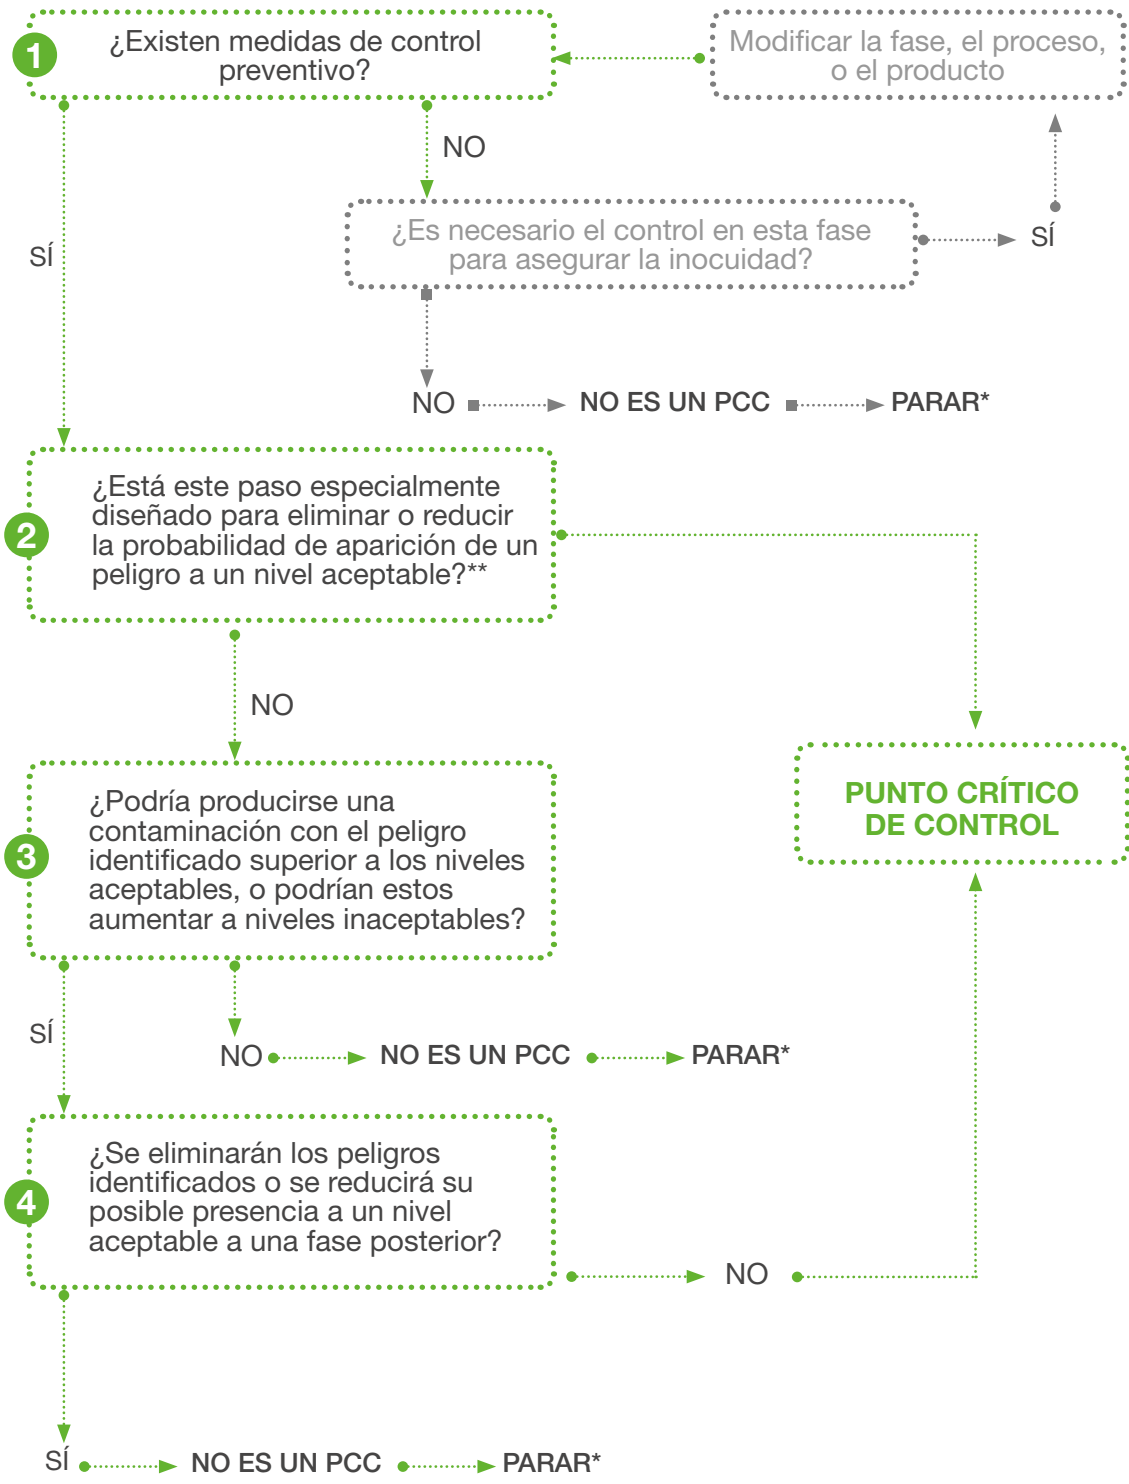 1
¿Existen medidas de control
preventivo?
Modificar la fase, el proceso,
o el producto
NO
SÍ
¿Es necesario el control en esta fase
para asegurar la inocuidad?
SÍ
NO
NO ES UN PCC
PARAR*
2
¿Está este paso especialmente
diseñado para eliminar o reducir
la probabilidad de aparición de un
peligro a un nivel aceptable?**
NO
3
¿Podría producirse una
contaminación con el peligro
identificado superior a los niveles
aceptables, o podrían estos
aumentar a niveles inaceptables?
PUNTO CRÍTICO
DE CONTROL
SÍ
NO
NO ES UN PCC
PARAR*
4
¿Se eliminarán los peligros
identificados o se reducirá su
posible presencia a un nivel
aceptable a una fase posterior?
NO
SÍ
NO ES UN PCC
PARAR*